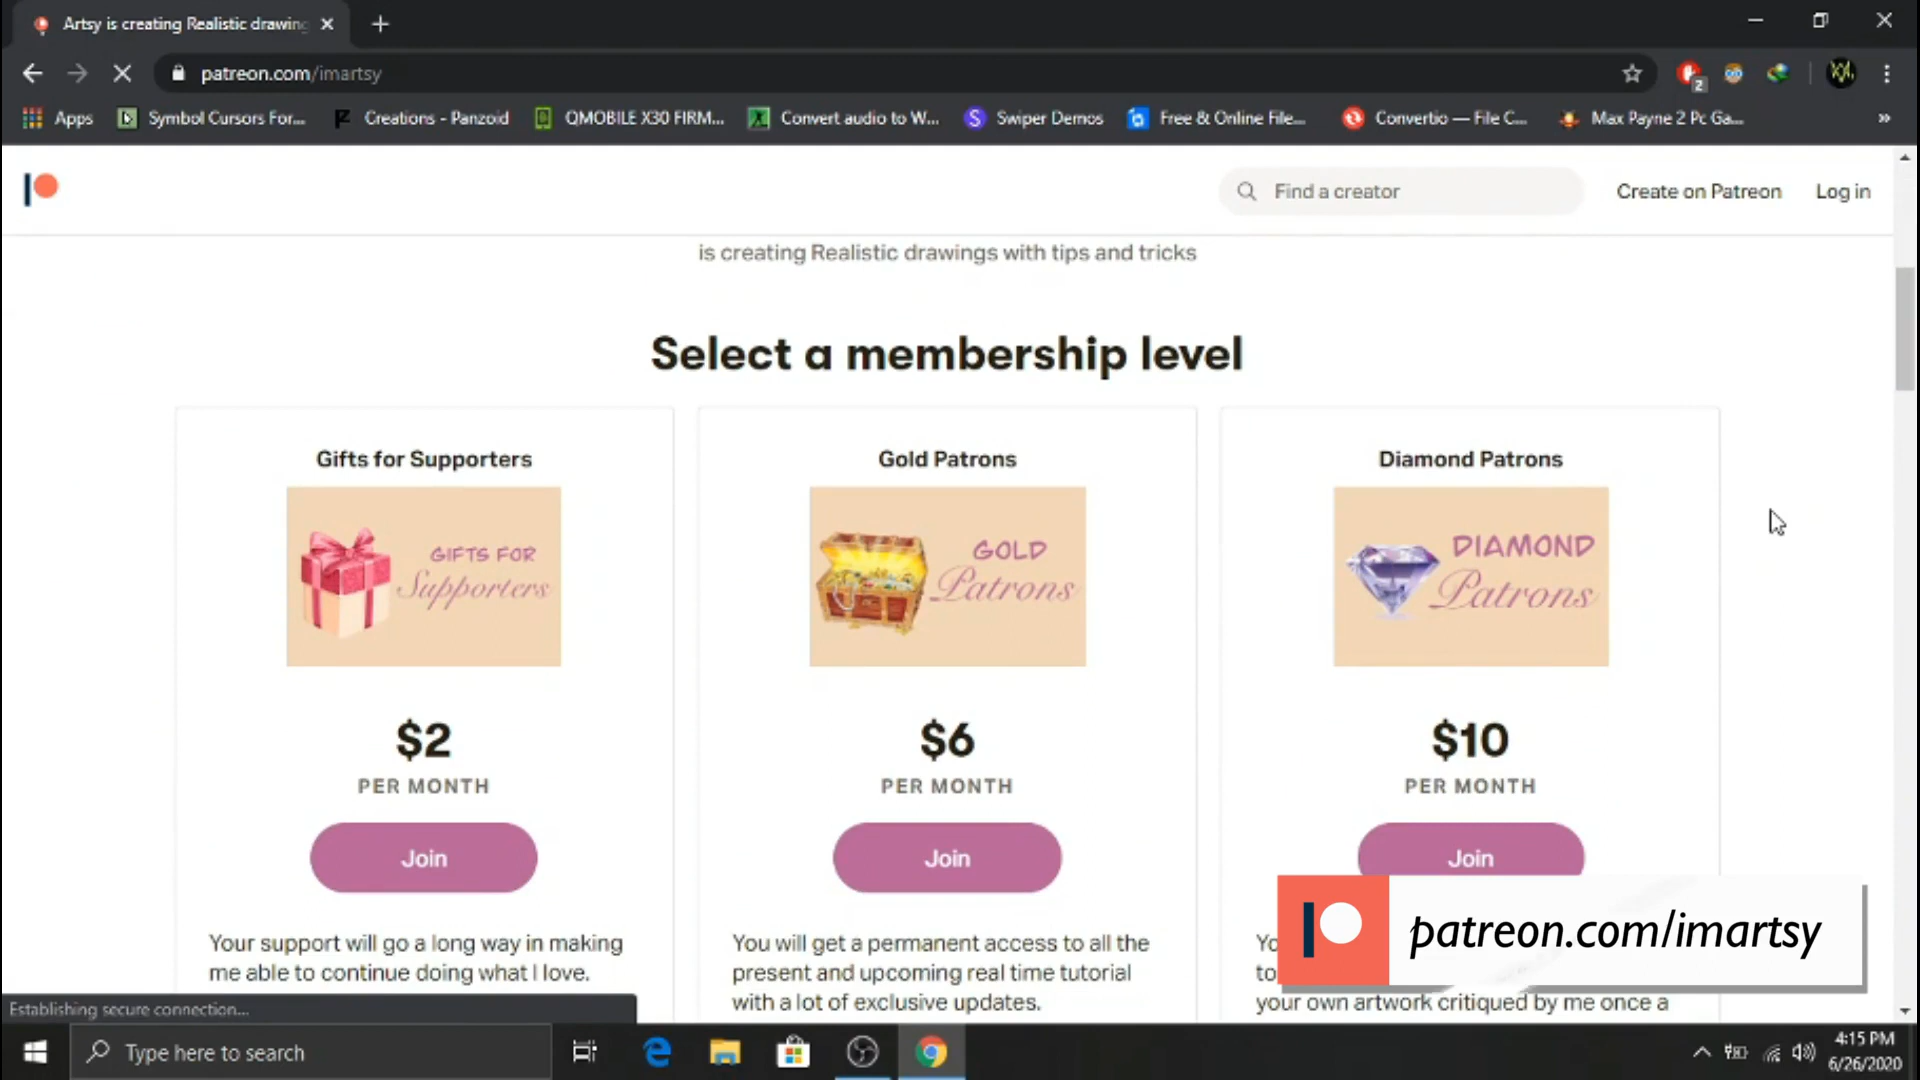 Artsy is creating Realistic drawing
patreon.com/imartsy
2
Apps
Symbol Cursors For...
Creations - Panzoid
QMOBILE X30 FIRM...
Convert audio to W...
Swiper Demos
Free & Online File...
Convertio — File C...
Max Payne 2 Pc Ga...
Find a creator
Create on Patreon
Log in
is creating Realistic drawings with tips and tricks
Select a membership level
Gifts for Supporters
GIFTS FOR
Supporters
$2
PER MONTH
Join
Your support will go a long way in making
me able to continue doing what I love.
Gold Patrons
GOLD
Patrons
$6
PER MONTH
Join
You will get a permanent access to all the
present and upcoming real time tutorial
with a lot of exclusive updates.
Diamond Patrons
DIAMOND
Patrons
$10
PER MONTH
Join
your own artwork critiqued by me once a
patreon.com/imartsy
Establishing secure connection...
Type here to search
4:15 PM
6/26/2020